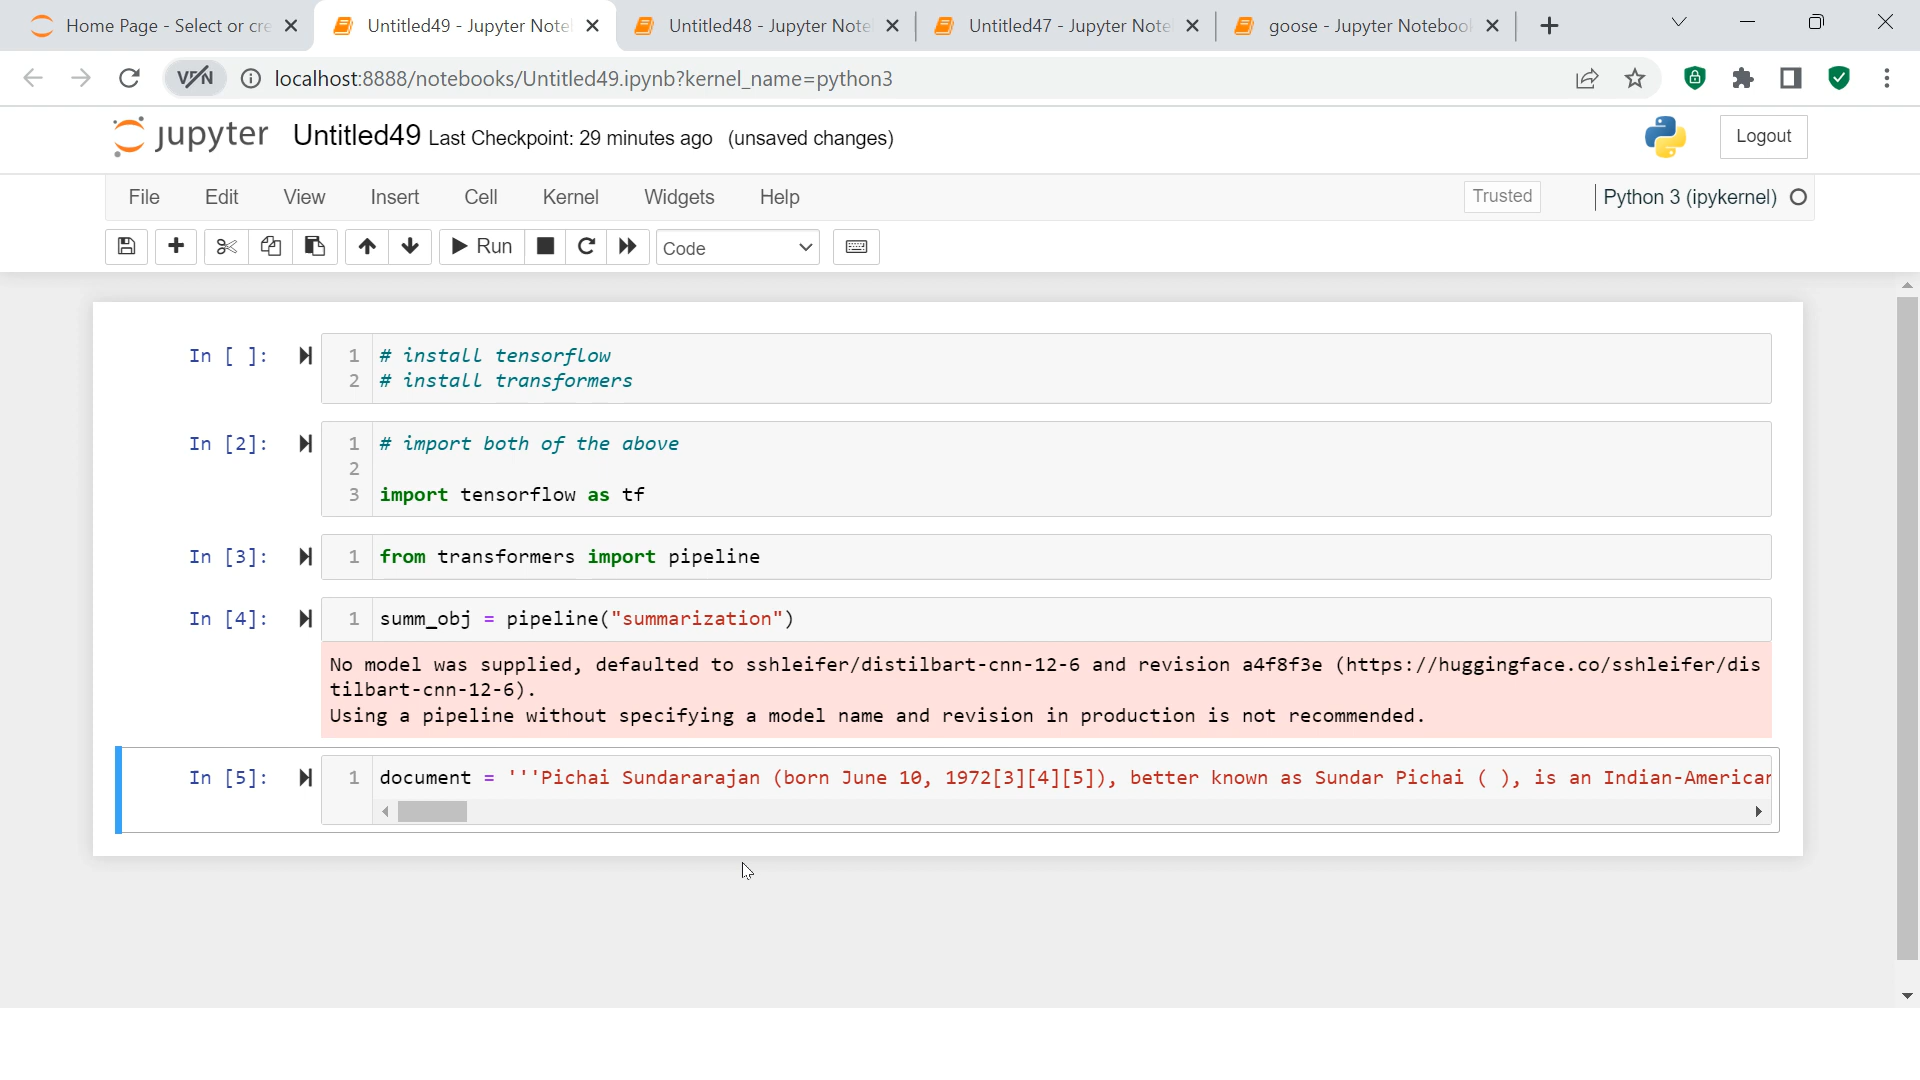 Home Page - Select or cre
Untitled49 - Jupyter Note
Untitled48 - Jupyter Note
Untitled47 - Jupyter Note
goose - Jupyter Notebook
VPN
localhost:8888/notebooks/Untitled49.ipynb?kernel_name=python3
jupyter Untitled49 Last Checkpoint: 29 minutes ago (unsaved changes)
Logout
File Edit View Insert Cell Kernel Widgets Help
Trusted
Python 3 (ipykernel)
Run
Code
In [ ]:
1 # install tensorflow
2 # install transformers
In [2]:
1 # import both of the above
2
3 import tensorflow as tf
In [3]:
1 from transformers import pipeline
In [4]:
1 summ_obj = pipeline("summarization")
No model was supplied, defaulted to sshleifer/distilbart-cnn-12-6 and revision a4f8f3e (https://huggingface.co/sshleifer/dis
tilbart-cnn-12-6).
Using a pipeline without specifying a model name and revision in production is not recommended.
In [5]:
1 document = '''Pichai Sundararajan (born June 10, 1972[3][4][5]), better known as Sundar Pichai ( ), is an Indian-American